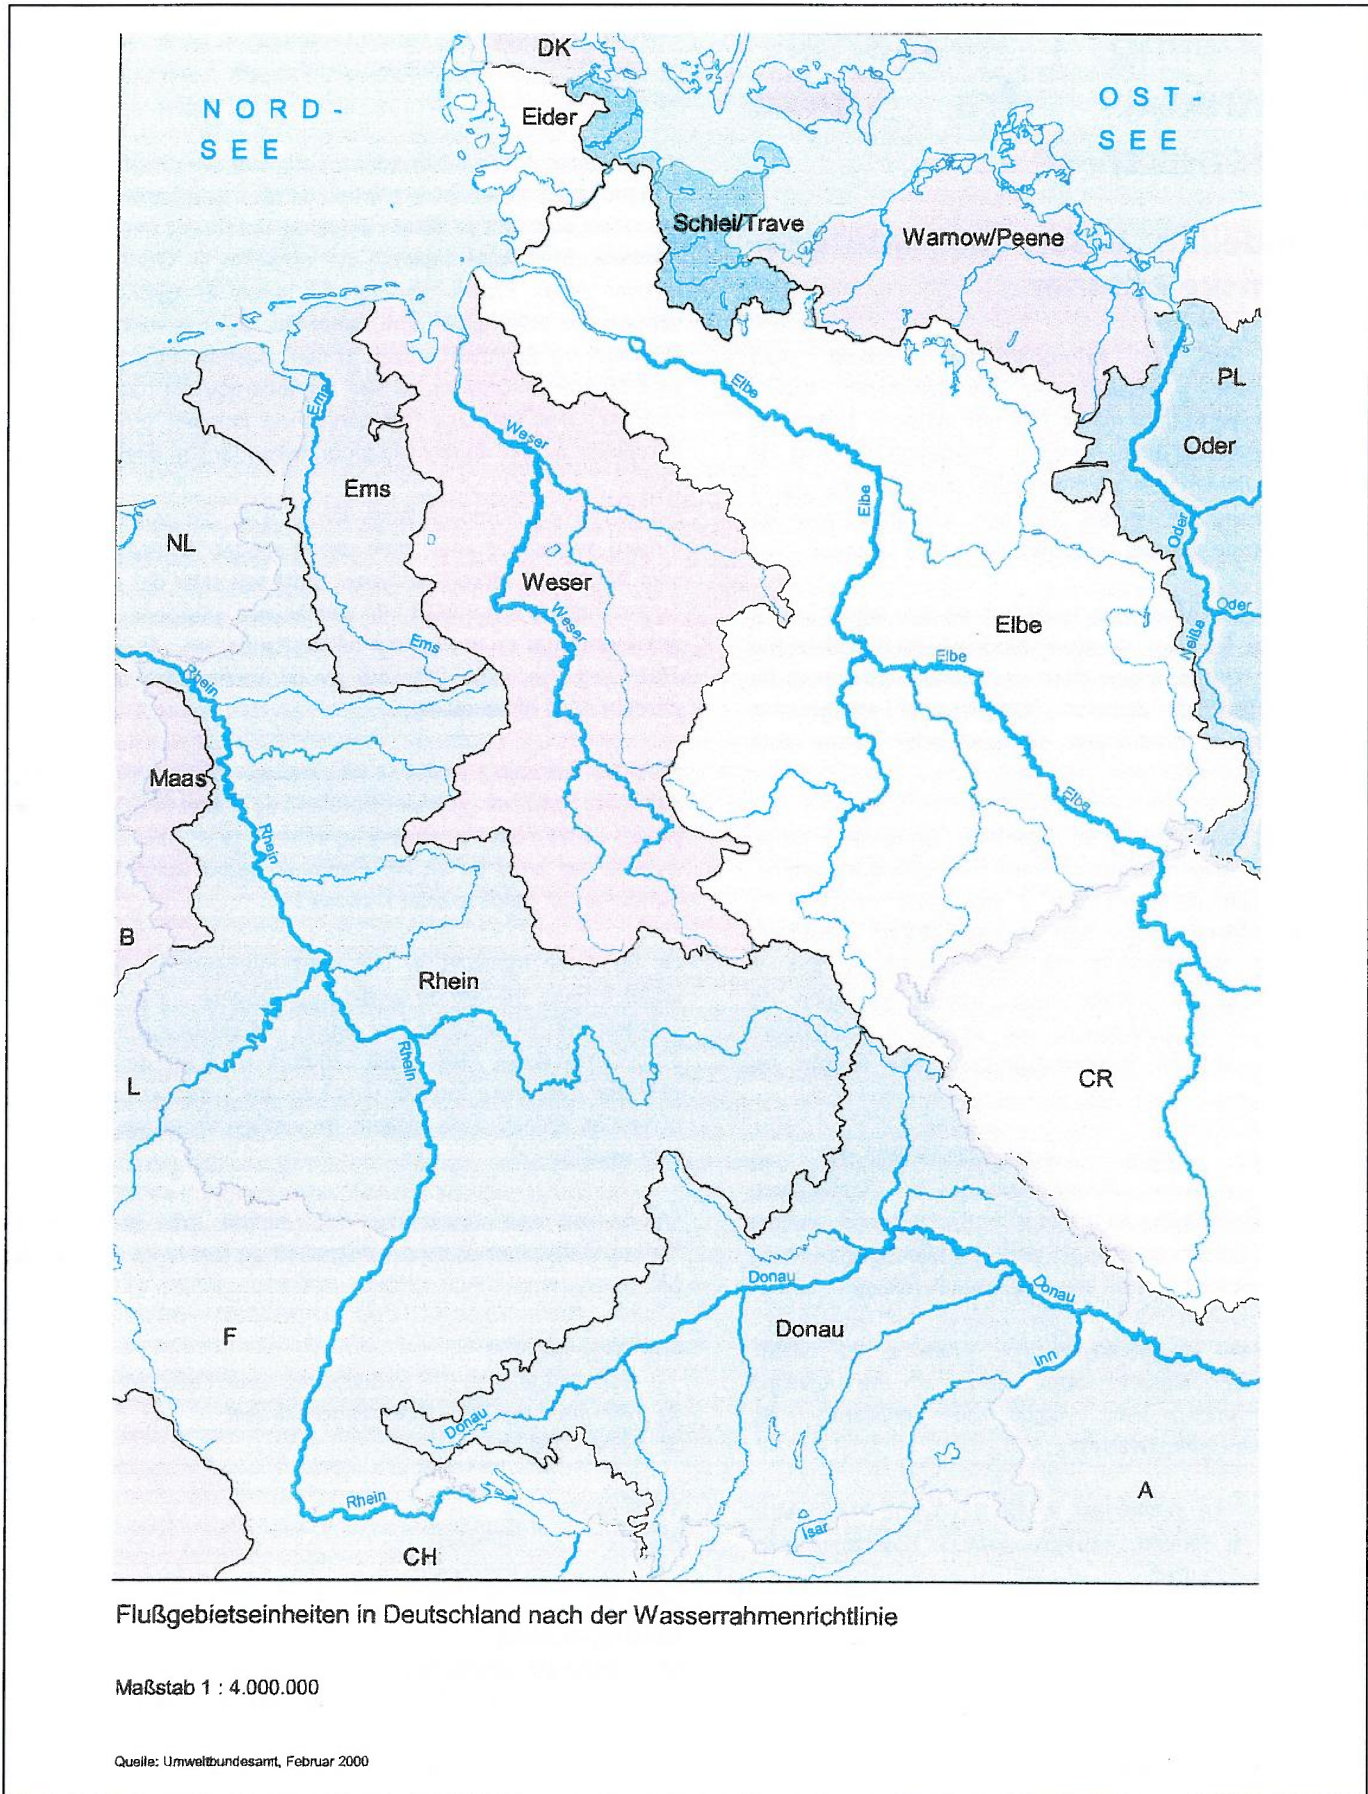 DK
NORD-
SEE
OST-
SEE
Eider
Schlei/Trave
Warnow/Peene
PL
Oder
Elbe
Ems
Weser
Elbe
Ems
NL
Oder
Weser
Weser
Oder
Elbe
Neiße
Ems
Elbe
Rhein
Maas
Elbe
Rhein
B
Rhein
Rhein
L
CR
Donau
Donau
F
Donau
Inn
Donau
Rhein
A
Isar
CH
Flußgebietseinheiten in Deutschland nach der Wasserrahmenrichtlinie
Maßstab 1 : 4.000.000
Quelle: Umweltbundesamt, Februar 2000